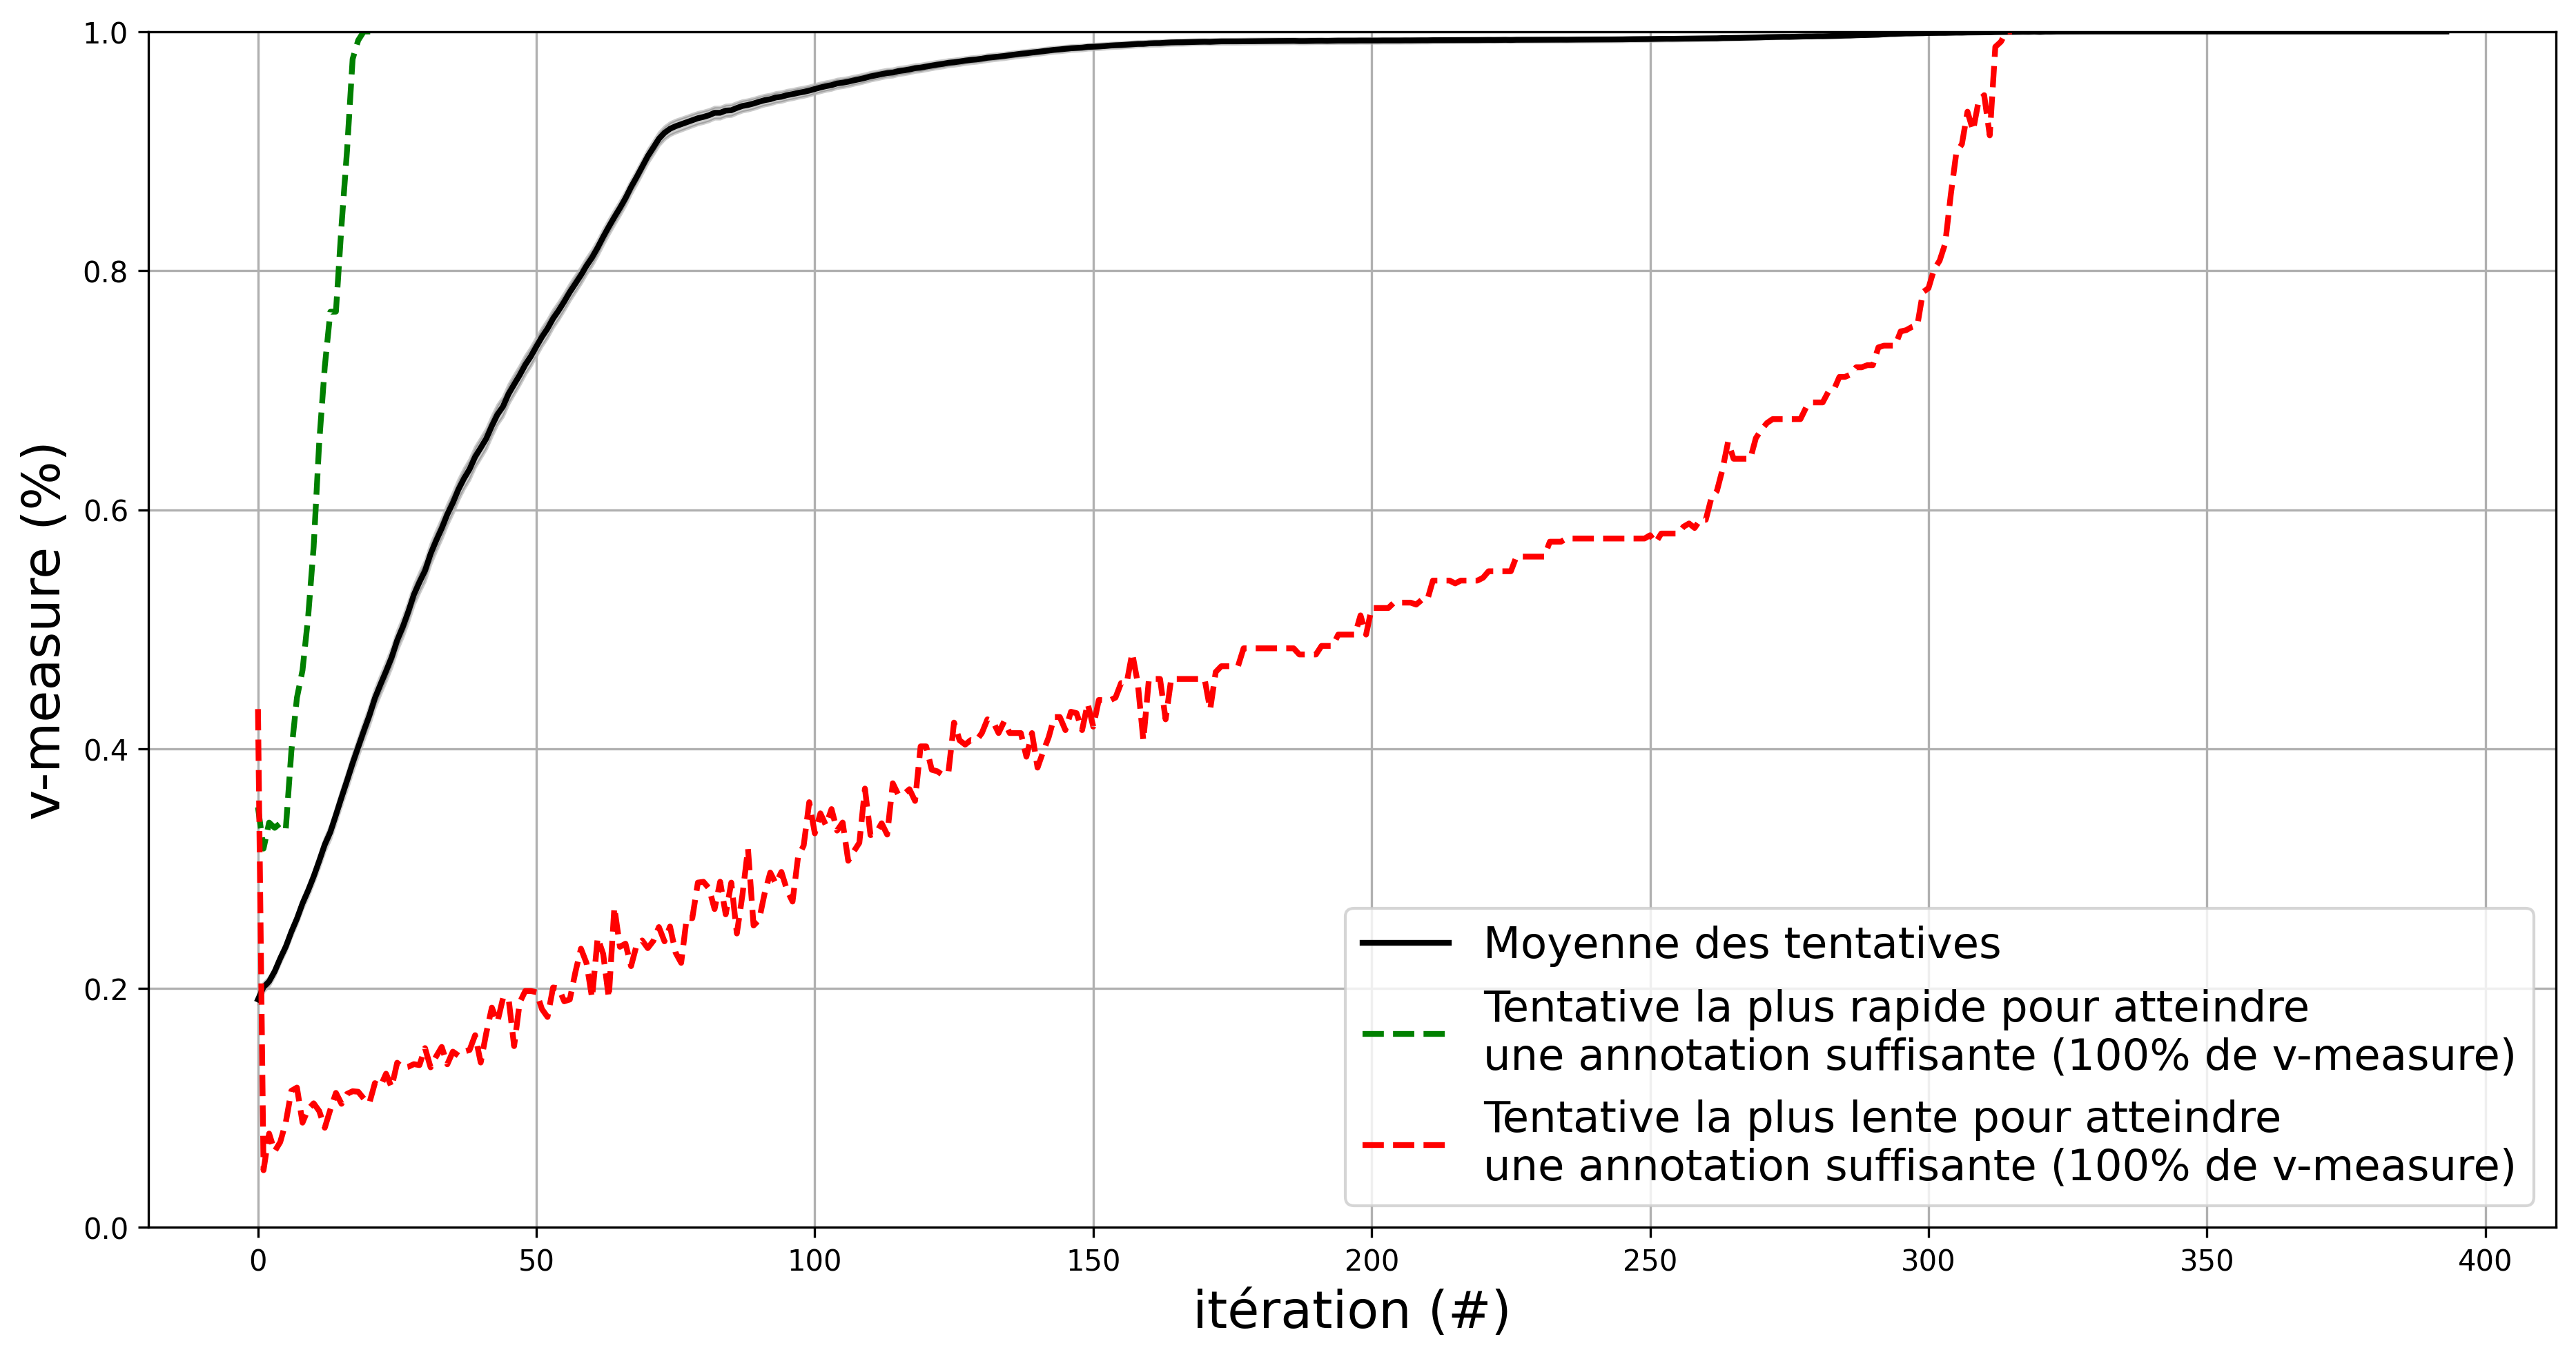 1.0
0.8
0.6
0.4
0.2
0.0
v-measure (%)
0 50 100 150 200 250 300 350 400
itération (#)
Moyenne des tentatives
Tentative la plus rapide pour atteindre
une annotation suffisante (100% de v-measure)
Tentative la plus lente pour atteindre
une annotation suffisante (100% de v-measure)